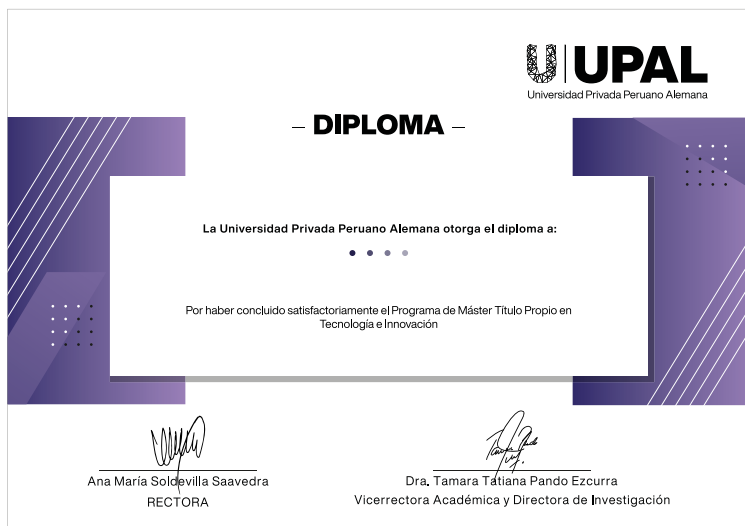 UPAL
Universidad Privada Peruano Alemana
– DIPLOMA –
La Universidad Privada Peruano Alemana otorga el diploma a:
Por haber concluido satisfactoriamente el Programa de Máster Título Propio en
Tecnología e Innovación
Ana María Soldevilla Saavedra
RECTORA
Dra. Tamara Tatiana Pando Ezcurra
Vicerrectora Académica y Directora de Investigación